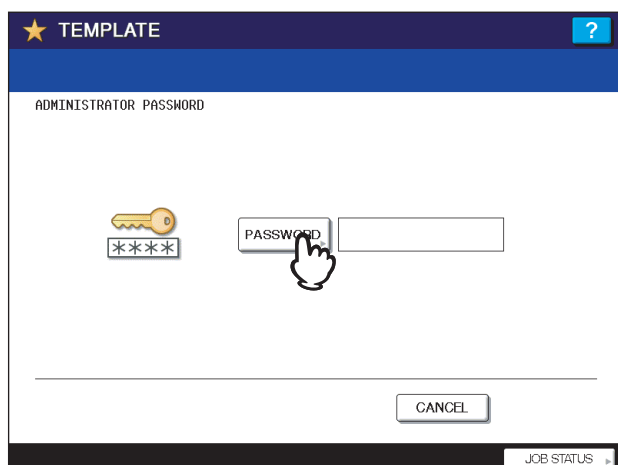 TEMPLATE
?
ADMINISTRATOR PASSWORD
****
PASSWORD
CANCEL
JOB STATUS